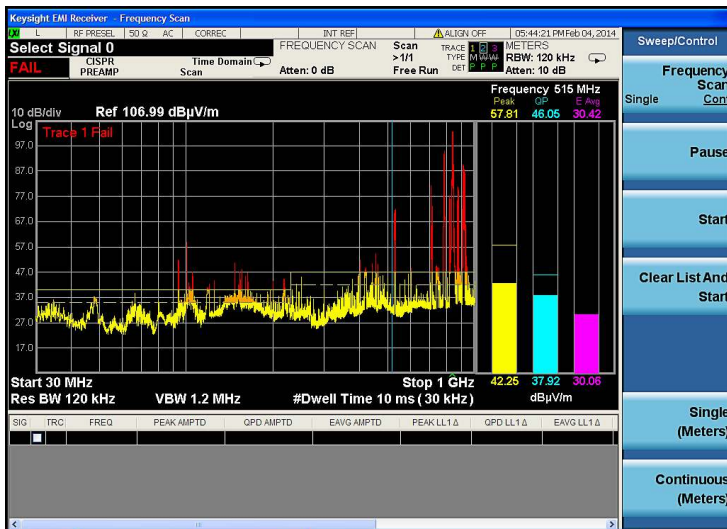 Keysight EMI Receiver - Frequency Scan
L RF PRESEL 50 Ω AC CORREC INT REF ALIGN OFF 05:44:21 PM Feb 04, 2014
Select Signal 0 FREQUENCY SCAN Scan TRACE 1 2 3 METERS
>1/1 TYPE M W W RBW: 120 kHz
FAIL CISPR PREAMP Time Domain Scan Atten: 0 dB Free Run DET P P P Atten: 10 dB
Frequency 515 MHz
Peak QP E Avg
57.81 46.05 30.42
10 dB/div Ref 106.99 dBµV/m
Log
Trace 1 Fail
97.0
87.0
77.0
67.0
57.0
47.0
37.0
27.0
17.0
Start 30 MHz Stop 1 GHz
42.25 37.92 30.06
Res BW 120 kHz VBW 1.2 MHz #Dwell Time 10 ms (30 kHz) dBµV/m
SIG TRC FREQ PEAK AMPTD QPD AMPTD EAVG AMPTD PEAK LL1 Δ QPD LL1 Δ EAVG LL1 Δ
Sweep/Control
Frequency
Scan
Single Con
Pause
Start
Clear List And
Start
Single
(Meters)
Continuous
(Meters)